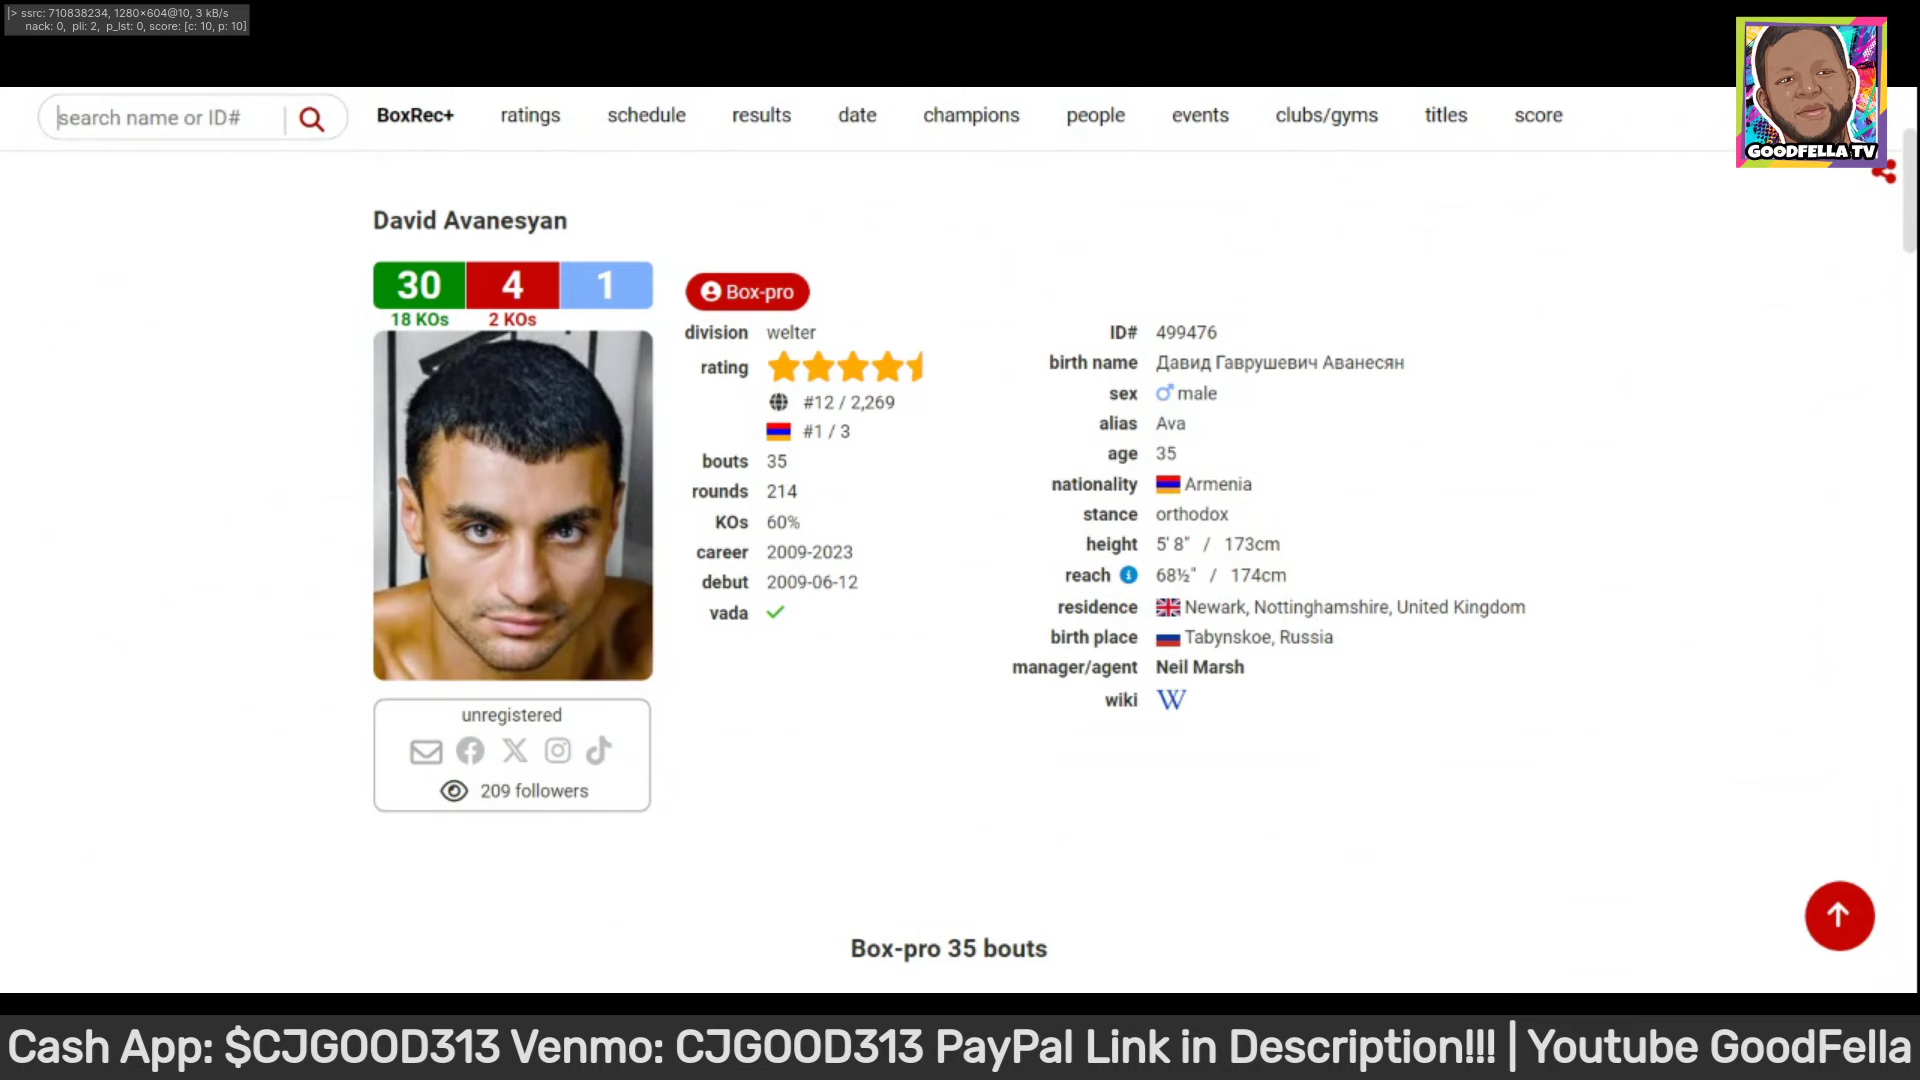 |> ssrc: 710838234, 1280×604@10, 3 kB/s
nack: 0, pli: 2, p_lst: 0, score: [c: 10, p: 10]
search name or ID#
BoxRec+ ratings schedule results date champions people events clubs/gyms titles score
GOODFELLA TV
David Avanesyan
30 4 1
18 KOs 2 KOs
Box-pro
division welter
rating
#12 / 2,269
#1 / 3
bouts 35
rounds 214
KOs 60%
career 2009-2023
debut 2009-06-12
vada
ID# 499476
birth name Давид Гаврушевич Аванесян
sex male
alias Ava
age 35
nationality Armenia
stance orthodox
height 5' 8" / 173cm
reach 68½" / 174cm
residence Newark, Nottinghamshire, United Kingdom
birth place Tabynskoe, Russia
manager/agent Neil Marsh
wiki W
unregistered
209 followers
Box-pro 35 bouts
Cash App: $CJGOOD313 Venmo: CJGOOD313 PayPal Link in Description!!! | Youtube GoodFella